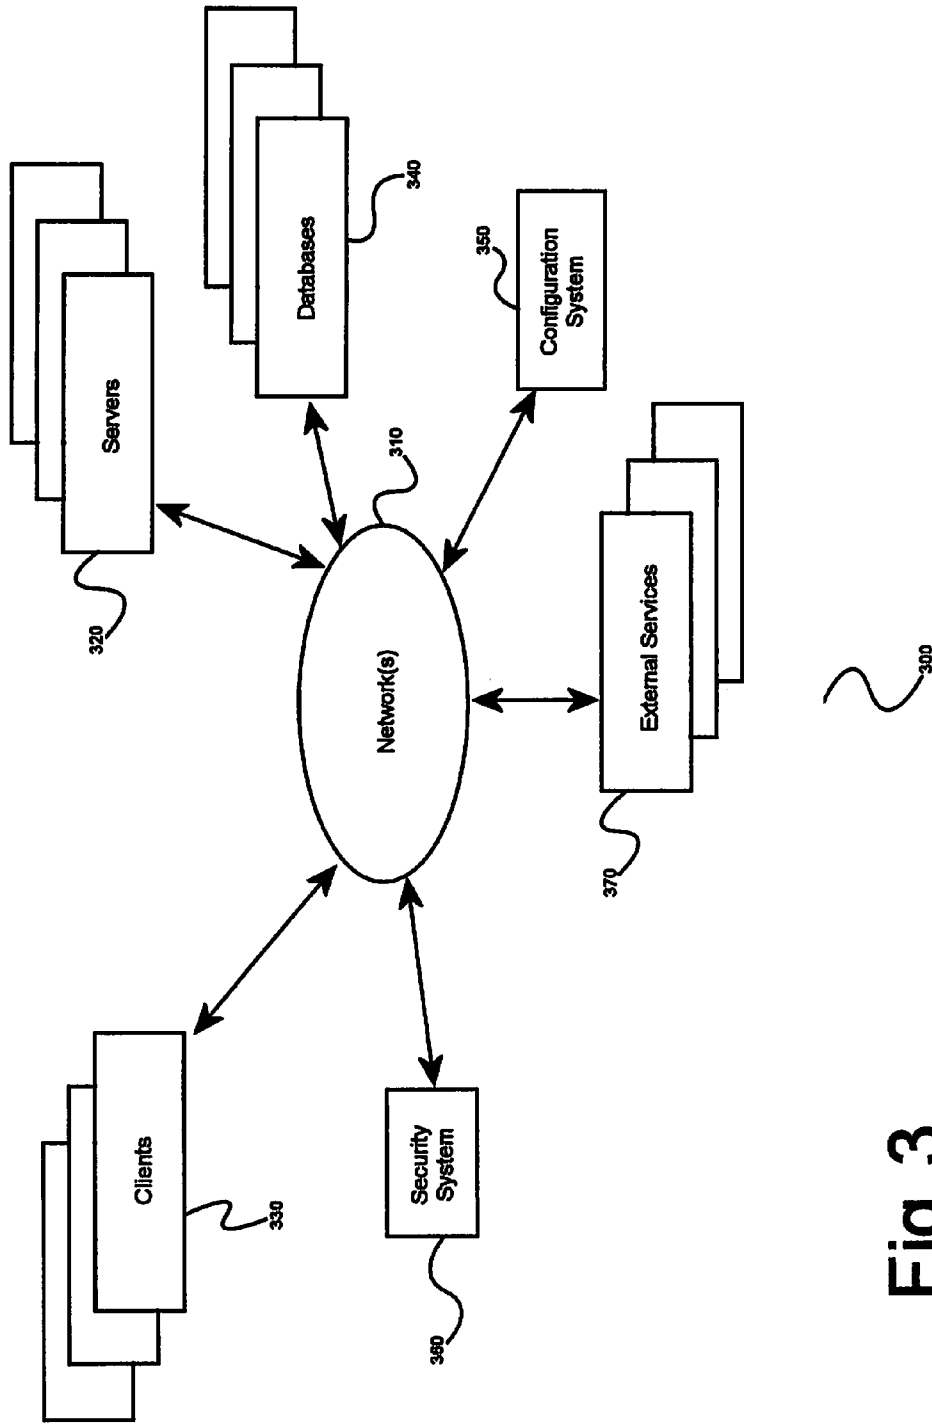 Clients
330
Servers
320
Databases
340
Network(s)
310
Security
System
360
Configuration
System
350
External Services
370
300
Fig. 3